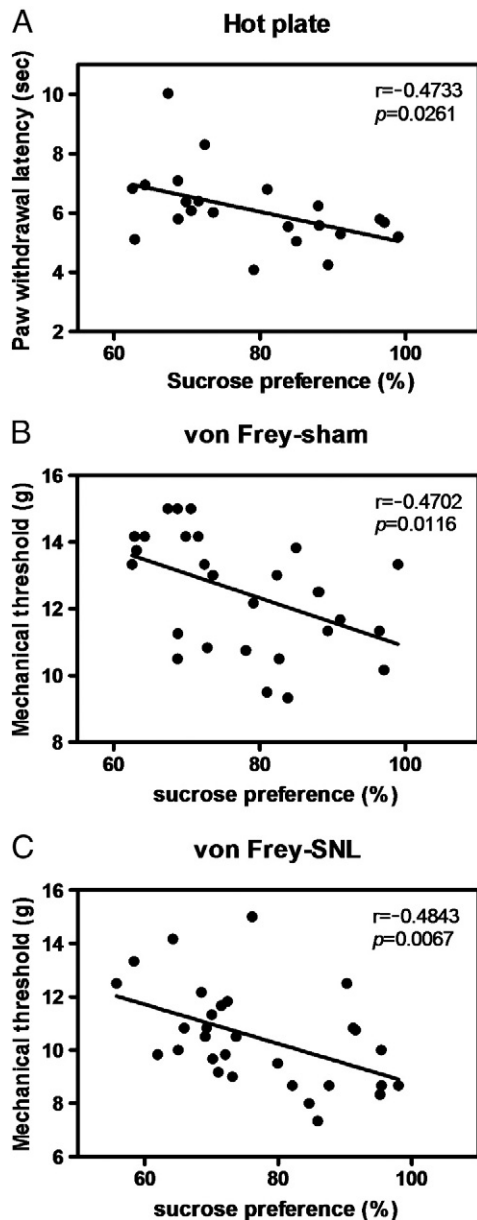 A
Hot plate
r=-0.4733
p=0.0261
Paw withdrawal latency (sec)
10
8
6
4
2
60 80 100
Sucrose preference (%)
B
von Frey-sham
r=-0.4702
p=0.0116
Mechanical threshold (g)
16
14
12
10
8
60 80 100
sucrose preference (%)
C
von Frey-SNL
r=-0.4843
p=0.0067
Mechanical threshold (g)
16
14
12
10
8
6
60 80 100
sucrose preference (%)